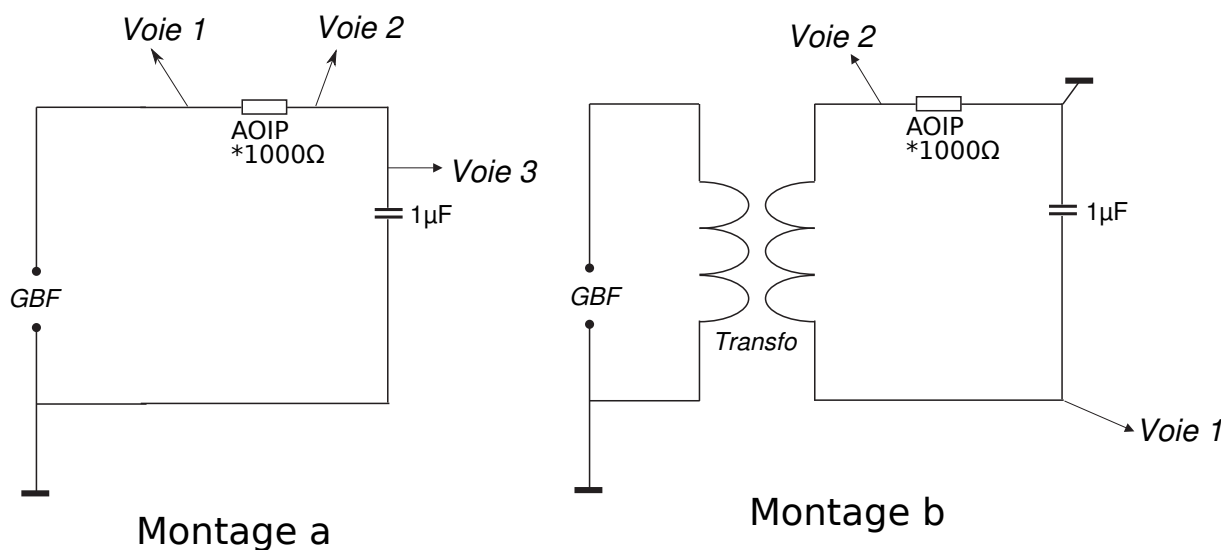 Voie 1
Voie 2
AOIP
*1000Ω
Voie 3
1µF
GBF
Montage a
Voie 2
AOIP
*1000Ω
1µF
GBF
Transfo
Voie 1
Montage b